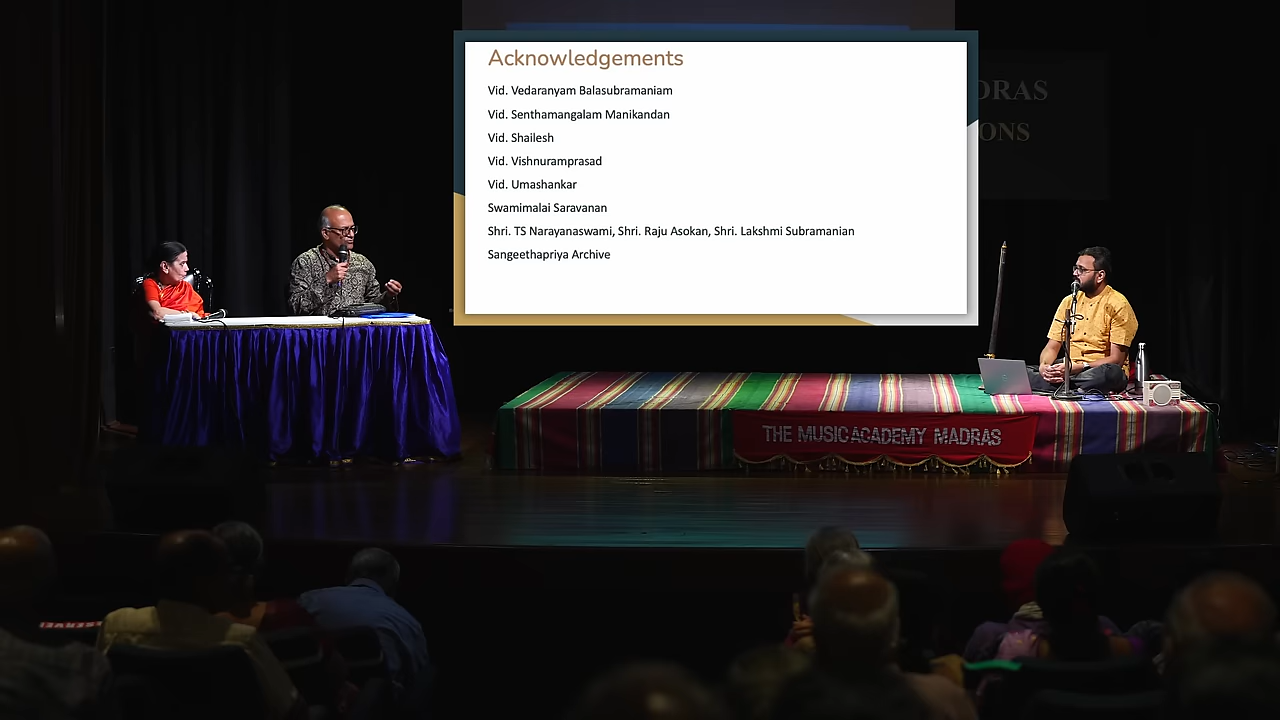 Acknowledgements
Vid. Vedaranyam Balasubramaniam
Vid. Senthamangalam Manikandan
Vid. Shailesh
Vid. Vishnuramprasad
Vid. Umashankar
Swamimalai Saravanan
Shri. TS Narayanaswami, Shri. Raju Asokan, Shri. Lakshmi Subramanian
Sangeethapriya Archive
THE MUSIC ACADEMY MADRAS